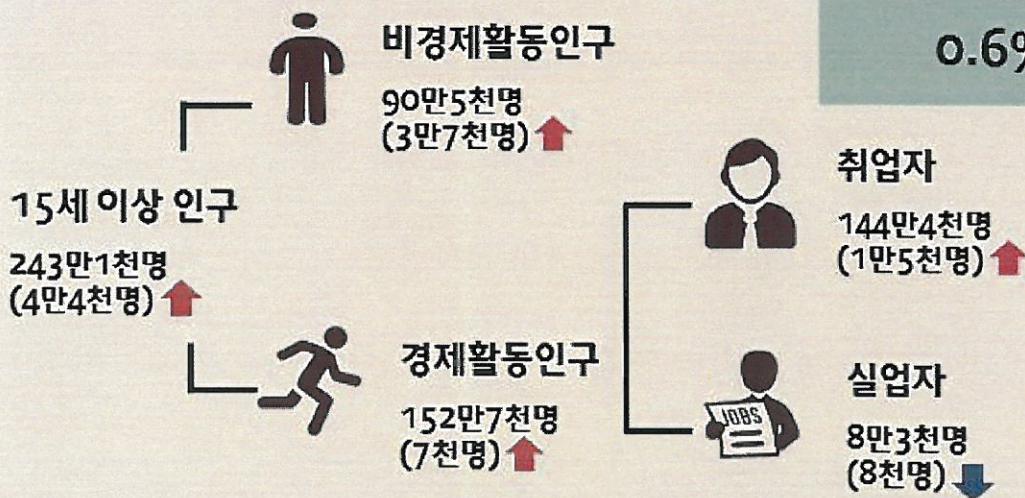 0.6%
비경제활동인구
90만5천명
(3만7천명)
15세 이상 인구
243만1천명
(4만4천명)
취업자
144만4천명
(1만5천명)
경제활동인구
152만7천명
(7천명)
JOBS
실업자
8만3천명
(8천명)